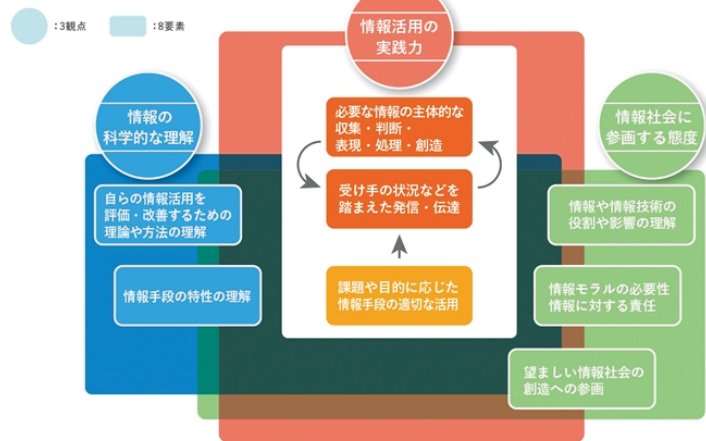 :3観点
:8要素
情報活用の
実践力
必要な情報の主体的な
収集・判断・
表現・処理・創造
受け手の状況などを
踏まえた発信・伝達
課題や目的に応じた
情報手段の適切な活用
情報の
科学的な理解
自らの情報活用を
評価・改善するための
理論や方法の理解
情報手段の特性の理解
情報社会に
参画する態度
情報や情報技術の
役割や影響の理解
情報モラルの必要性
情報に対する責任
望ましい情報社会の
創造への参画